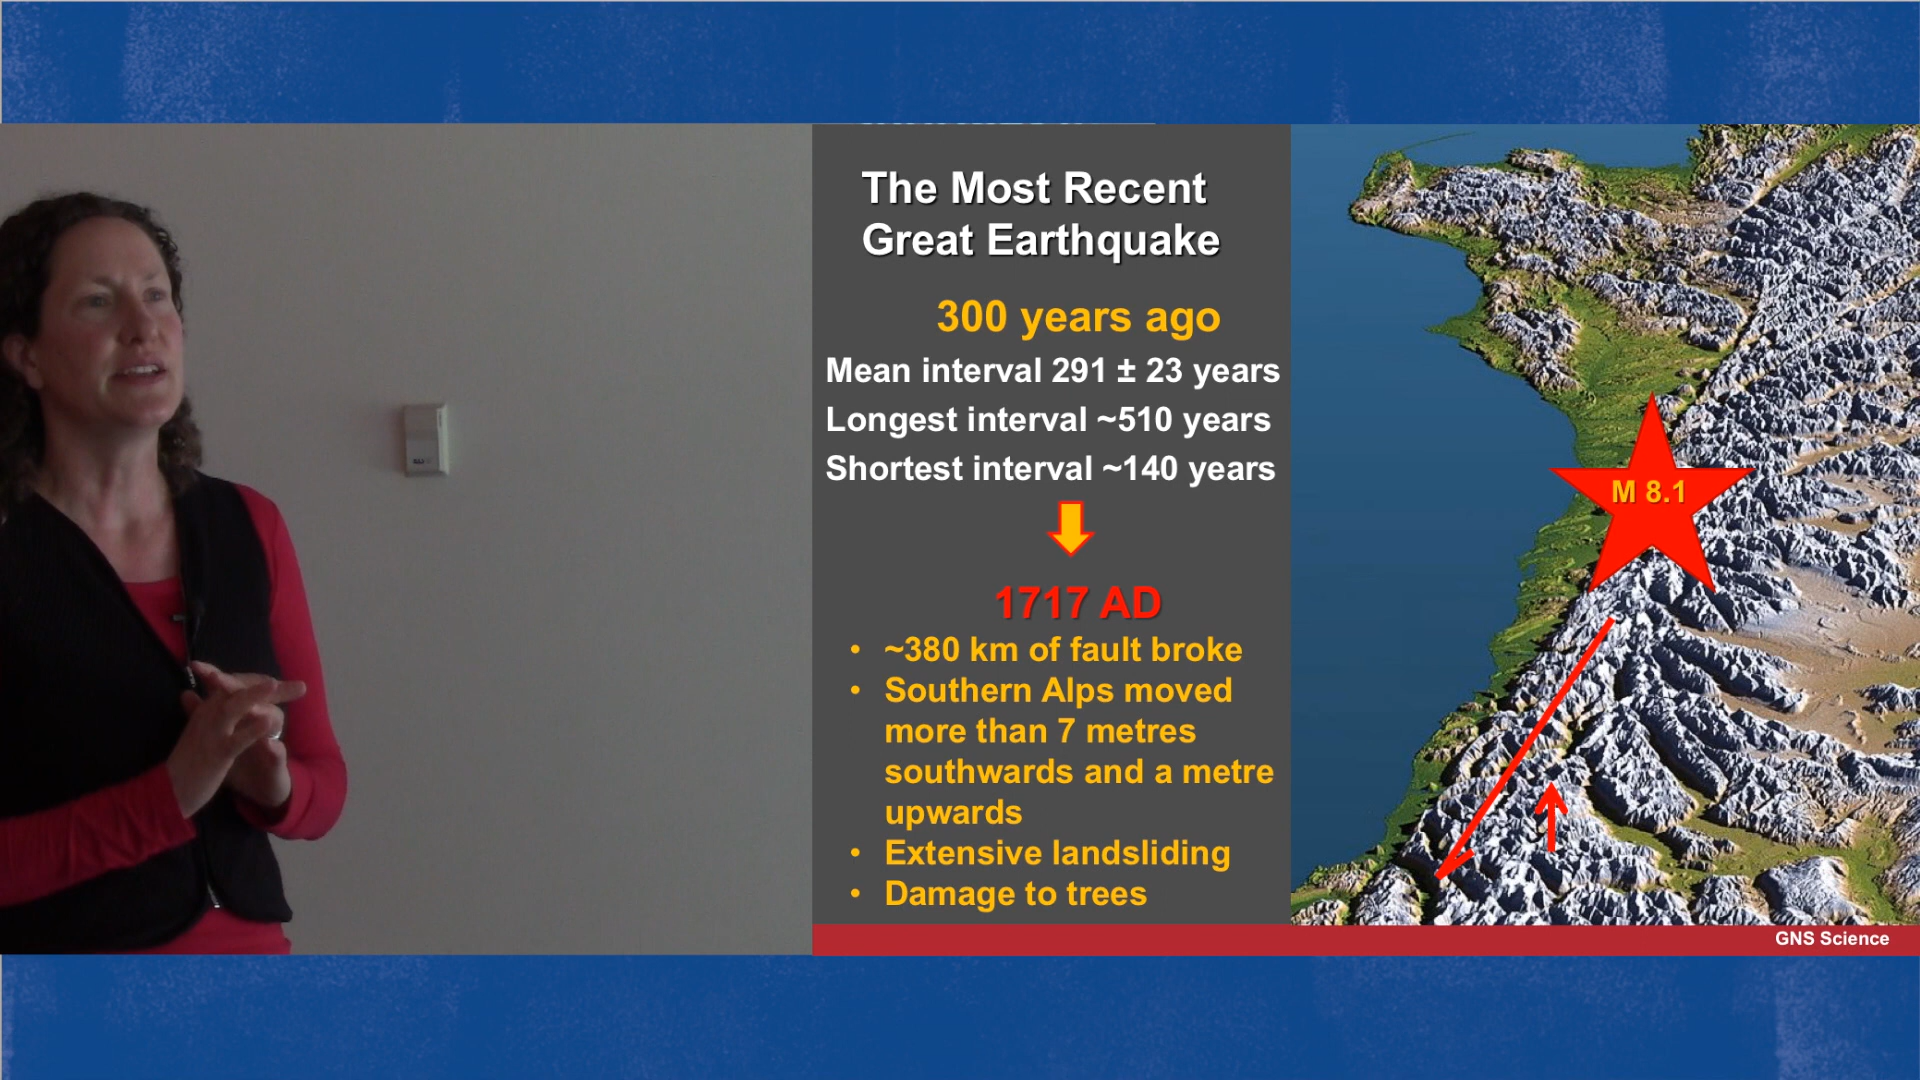 The Most Recent
Great Earthquake
300 years ago
Mean interval 291 ± 23 years
Longest interval ~510 years
Shortest interval ~140 years
1717 AD
• ~380 km of fault broke
• Southern Alps moved
more than 7 metres
southwards and a metre
upwards
• Extensive landsliding
• Damage to trees
M 8.1
GNS Science